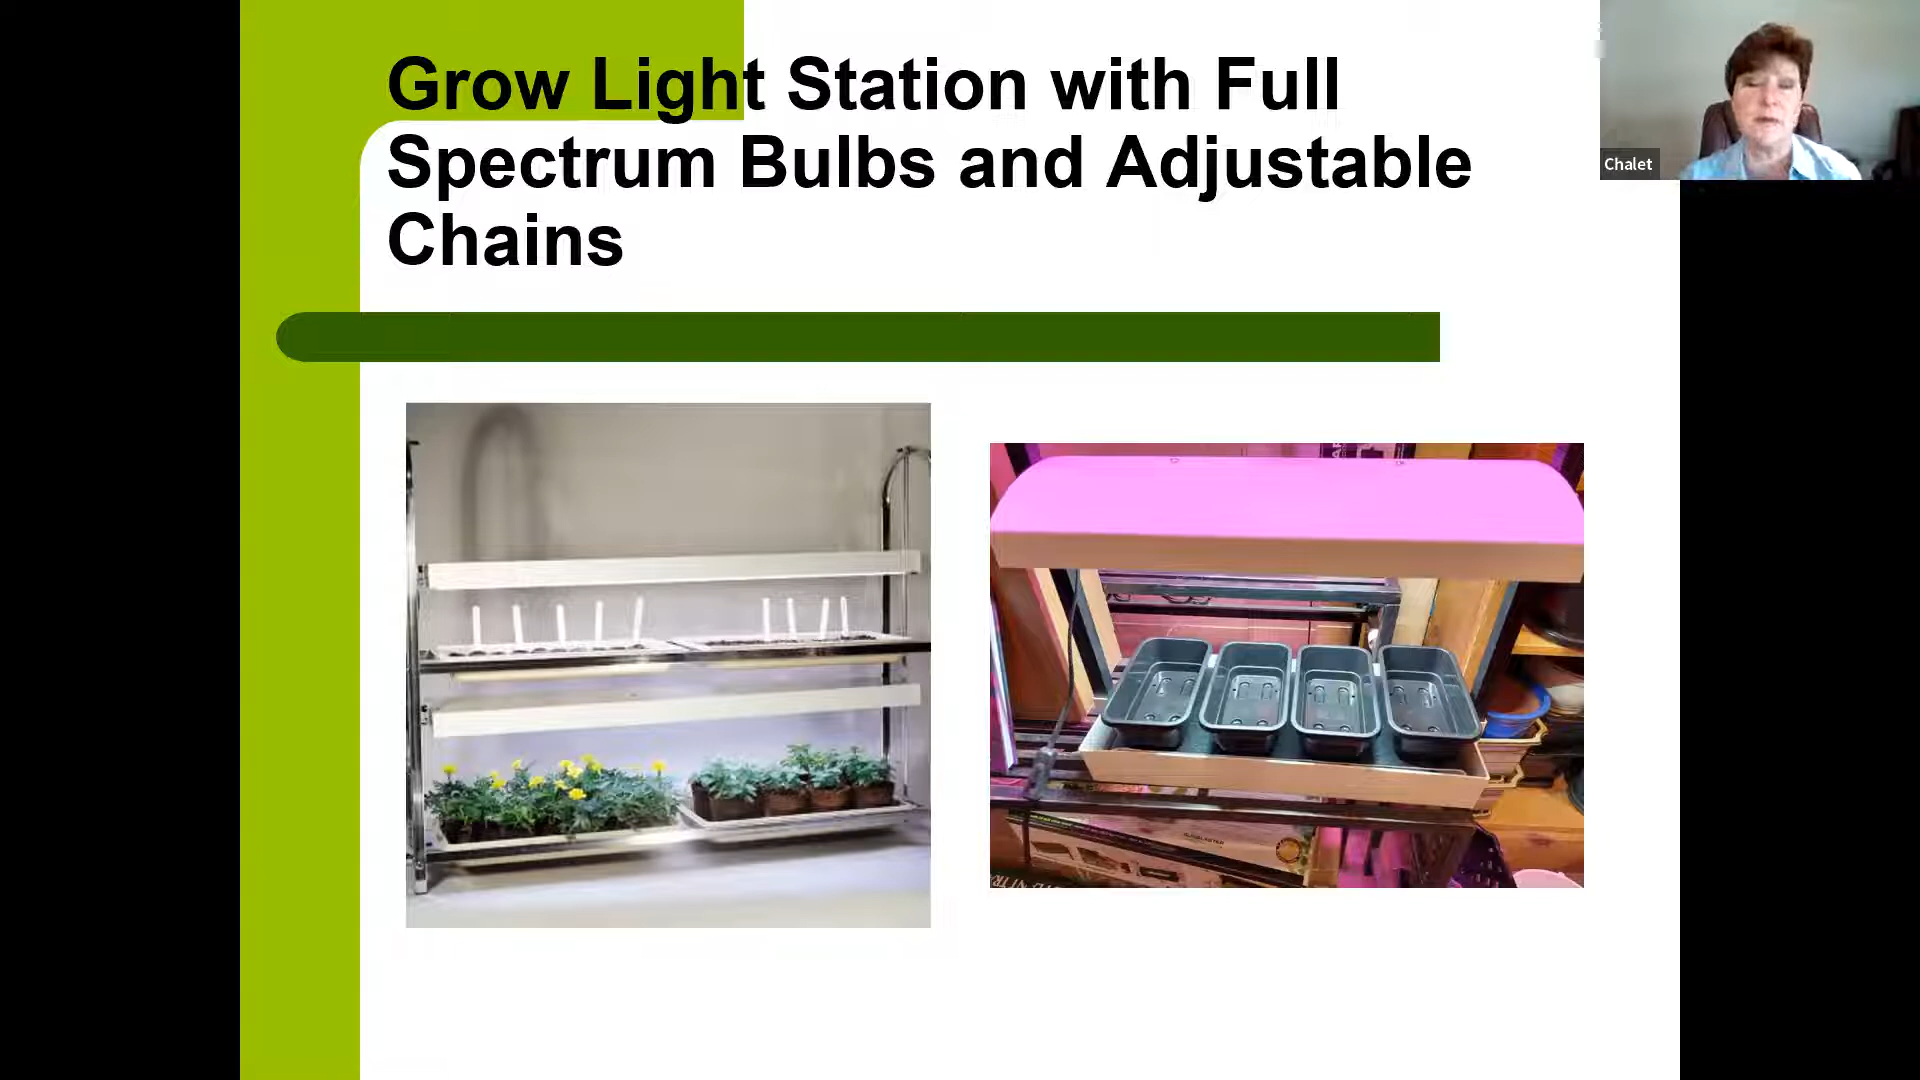 Grow Light Station with Full
Spectrum Bulbs and Adjustable
Chains
Chalet